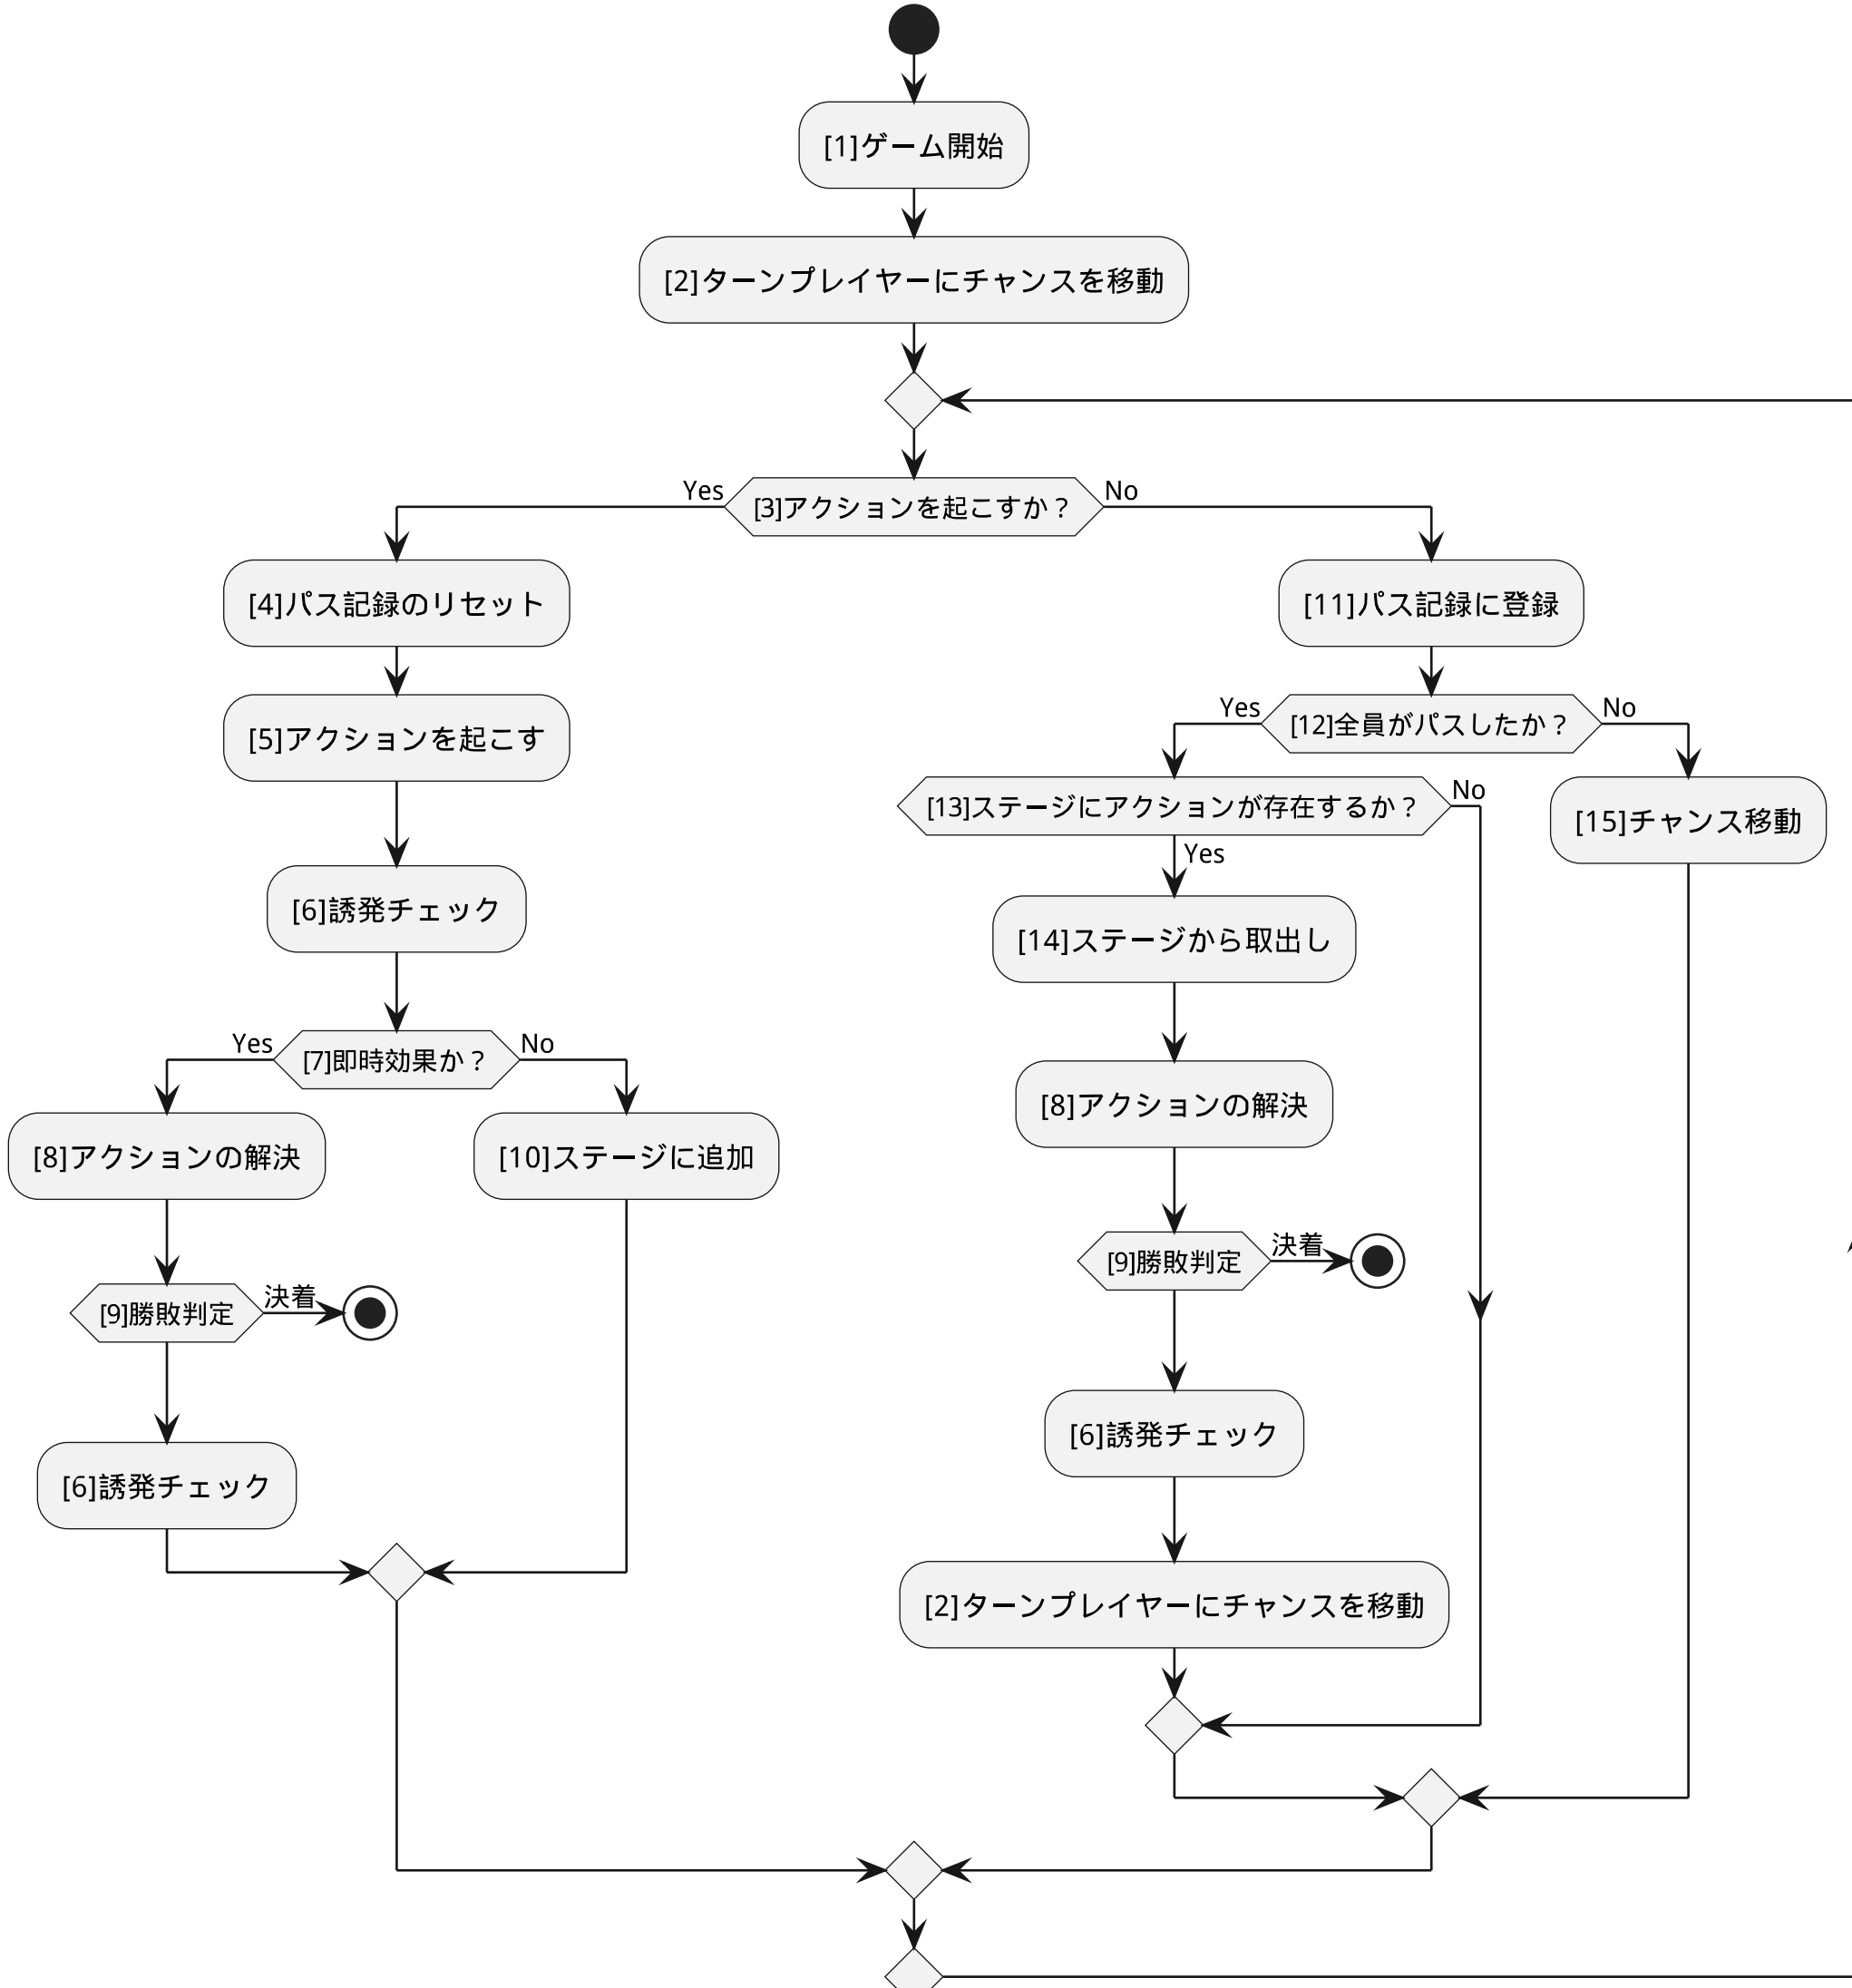 [1]ゲーム開始
[2]ターンプレイヤーにチャンスを移動
Yes
[3]アクションを起こすか？
No
[4]パス記録のリセット
[5]アクションを起こす
[6]誘発チェック
Yes
[7]即時効果か？
No
[8]アクションの解決
[9]勝敗判定
決着
[6]誘発チェック
[10]ステージに追加
[11]パス記録に登録
Yes
[12]全員がパスしたか？
No
[13]ステージにアクションが存在するか？
No
Yes
[14]ステージから取出し
[8]アクションの解決
[9]勝敗判定
決着
[6]誘発チェック
[2]ターンプレイヤーにチャンスを移動
[15]チャンス移動